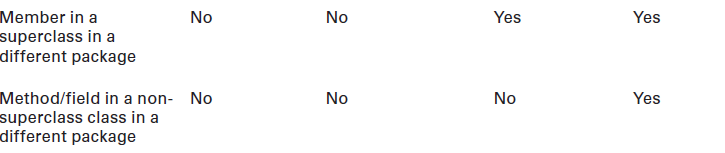 Member in a No No Yes Yes
superclass in a
different package
Method/field in a non- No No No Yes
superclass class in a
different package